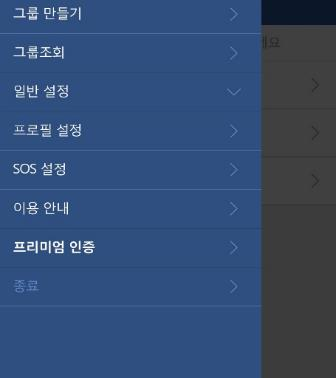 그룹 만들기
그룹조회
일반 설정
프로필 설정
SOS 설정
이용 안내
프리미엄 인증
종료